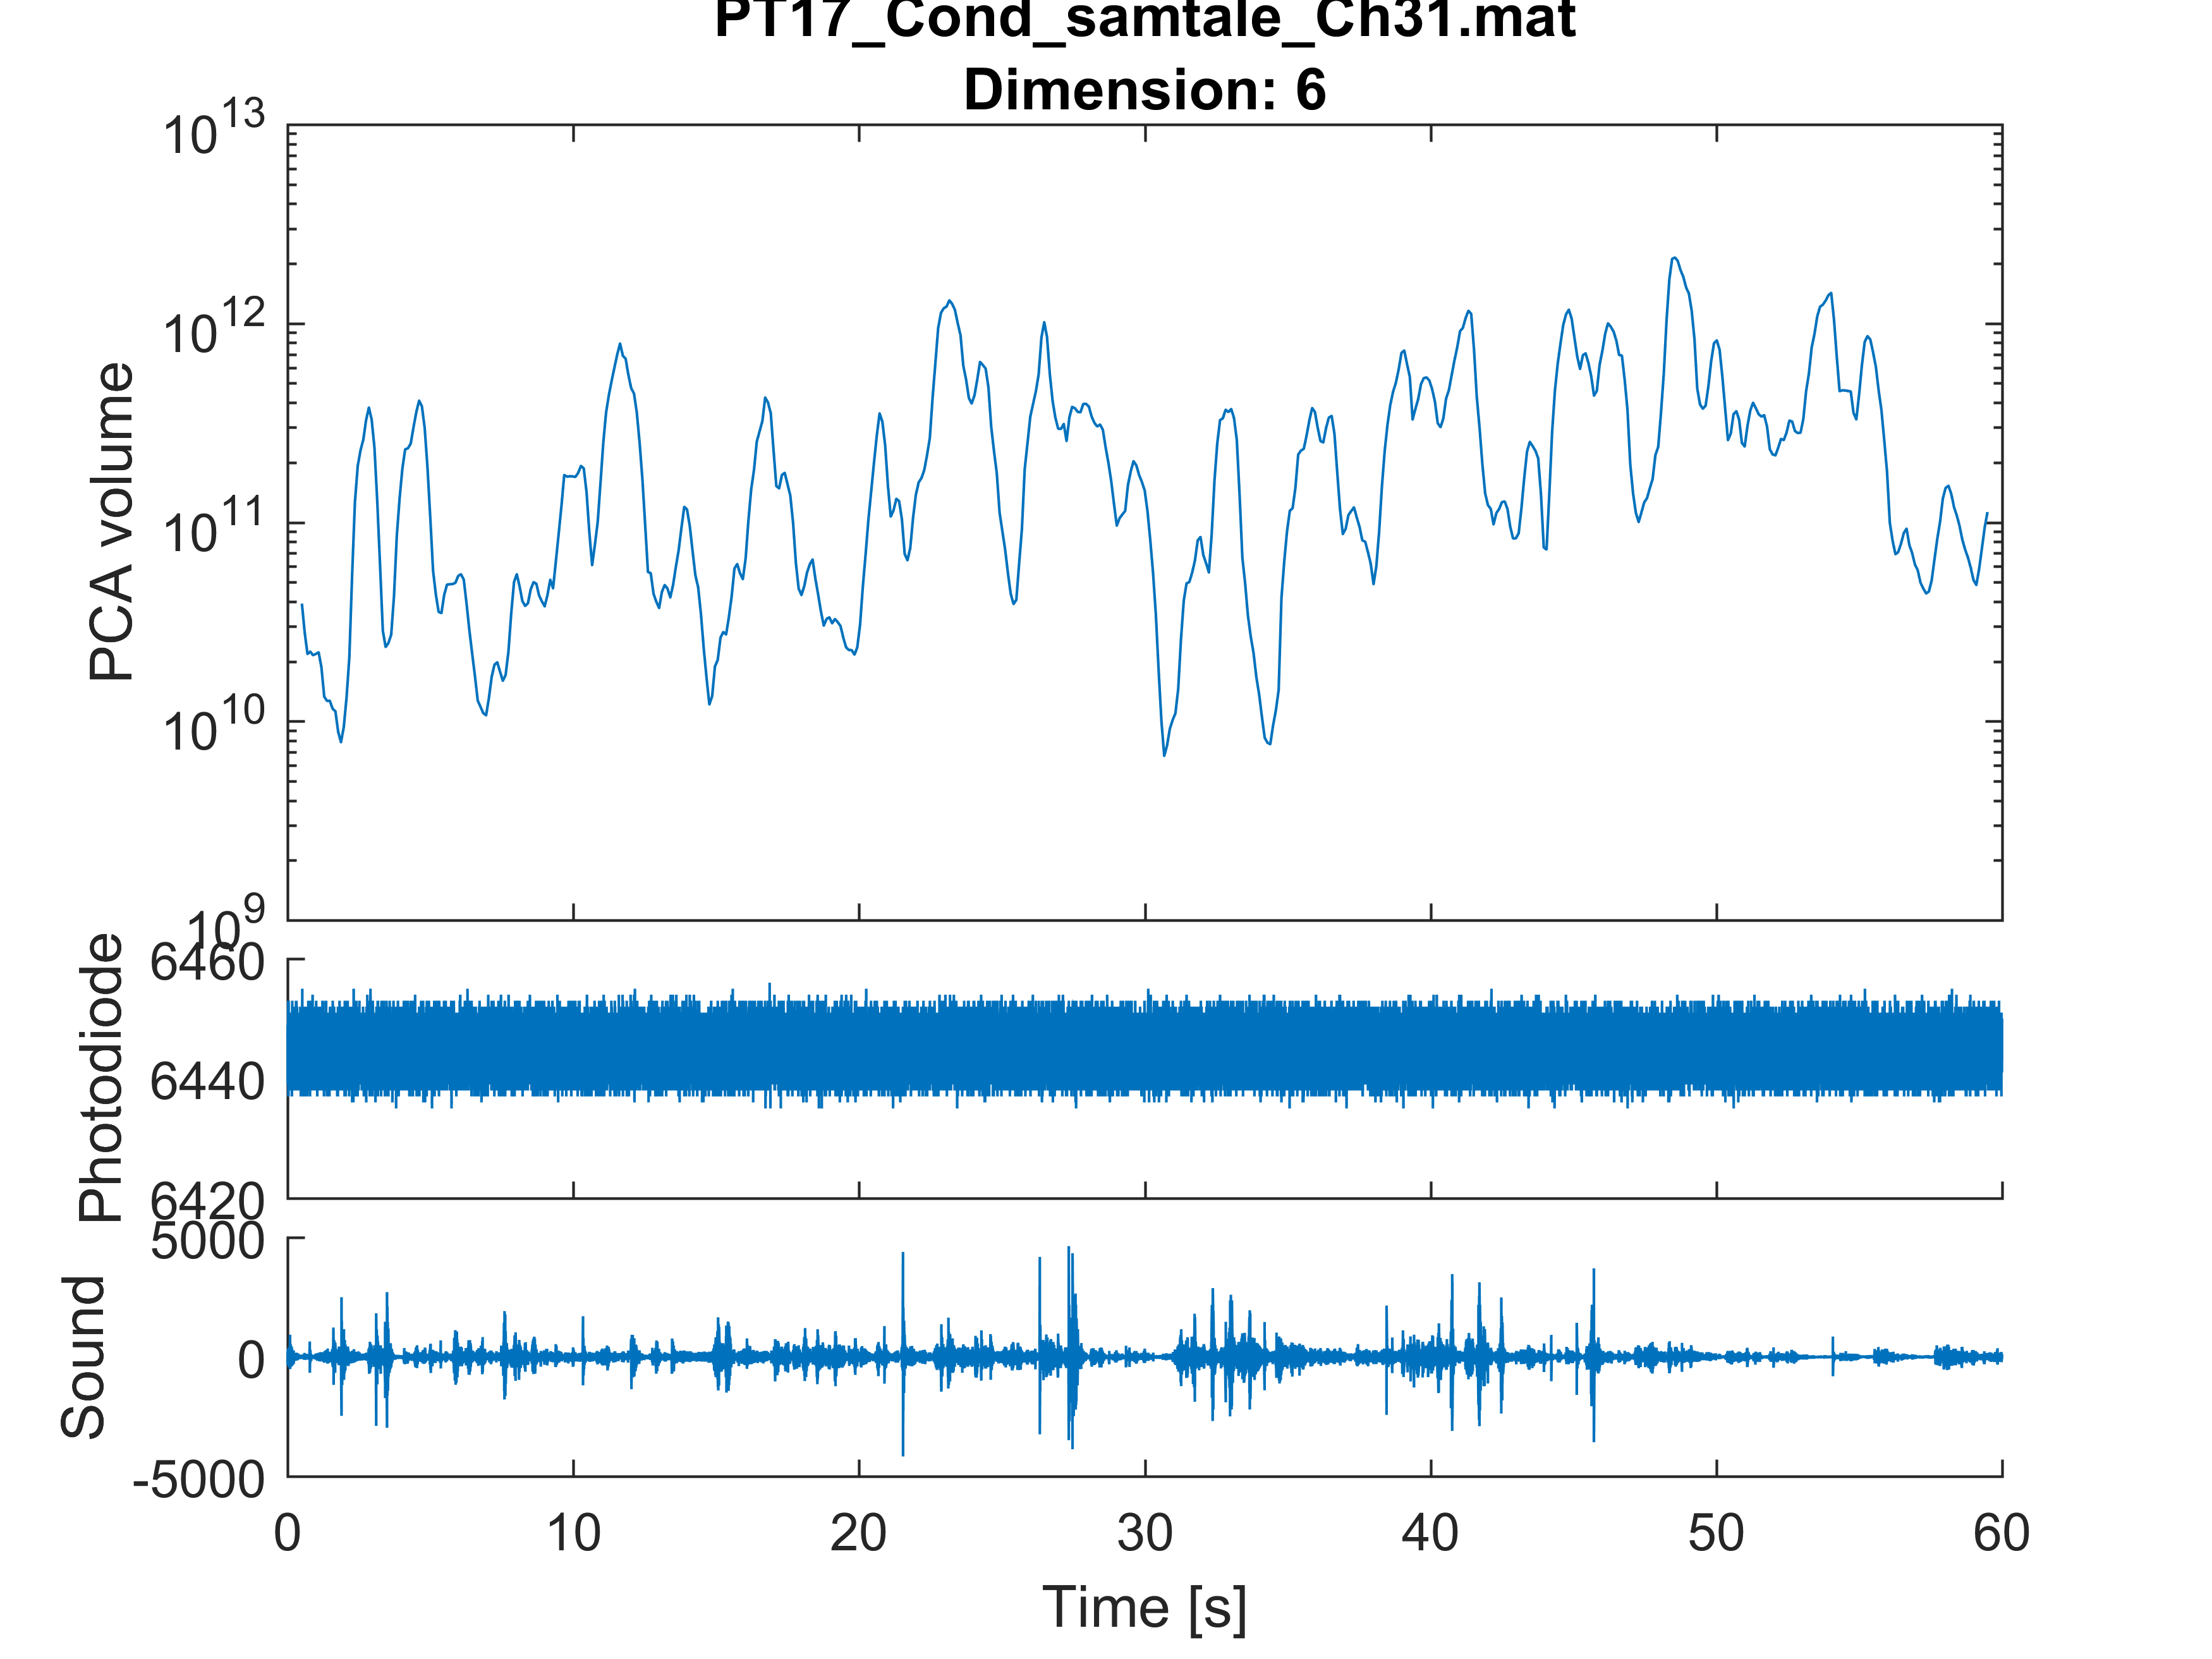 PT17_Cond_samtale_Ch31.mat
Dimension: 6
PCA volume
10^13
10^12
10^11
10^10
10^9
Photodiode
6460
6440
6420
Sound
5000
0
-5000
0 10 20 30 40 50 60
Time [s]